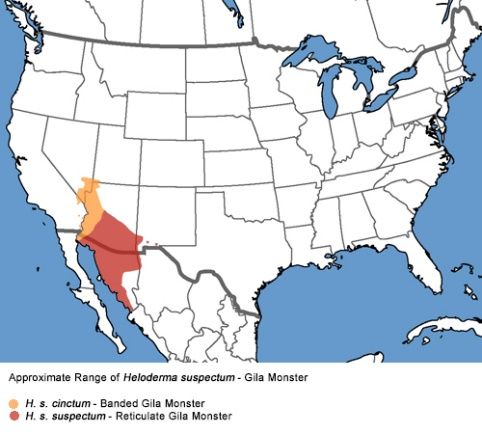 Approximate Range of Heloderma suspectum - Gila Monster
H. s. cinctum - Banded Gila Monster
H. s. suspectum - Reticulate Gila Monster